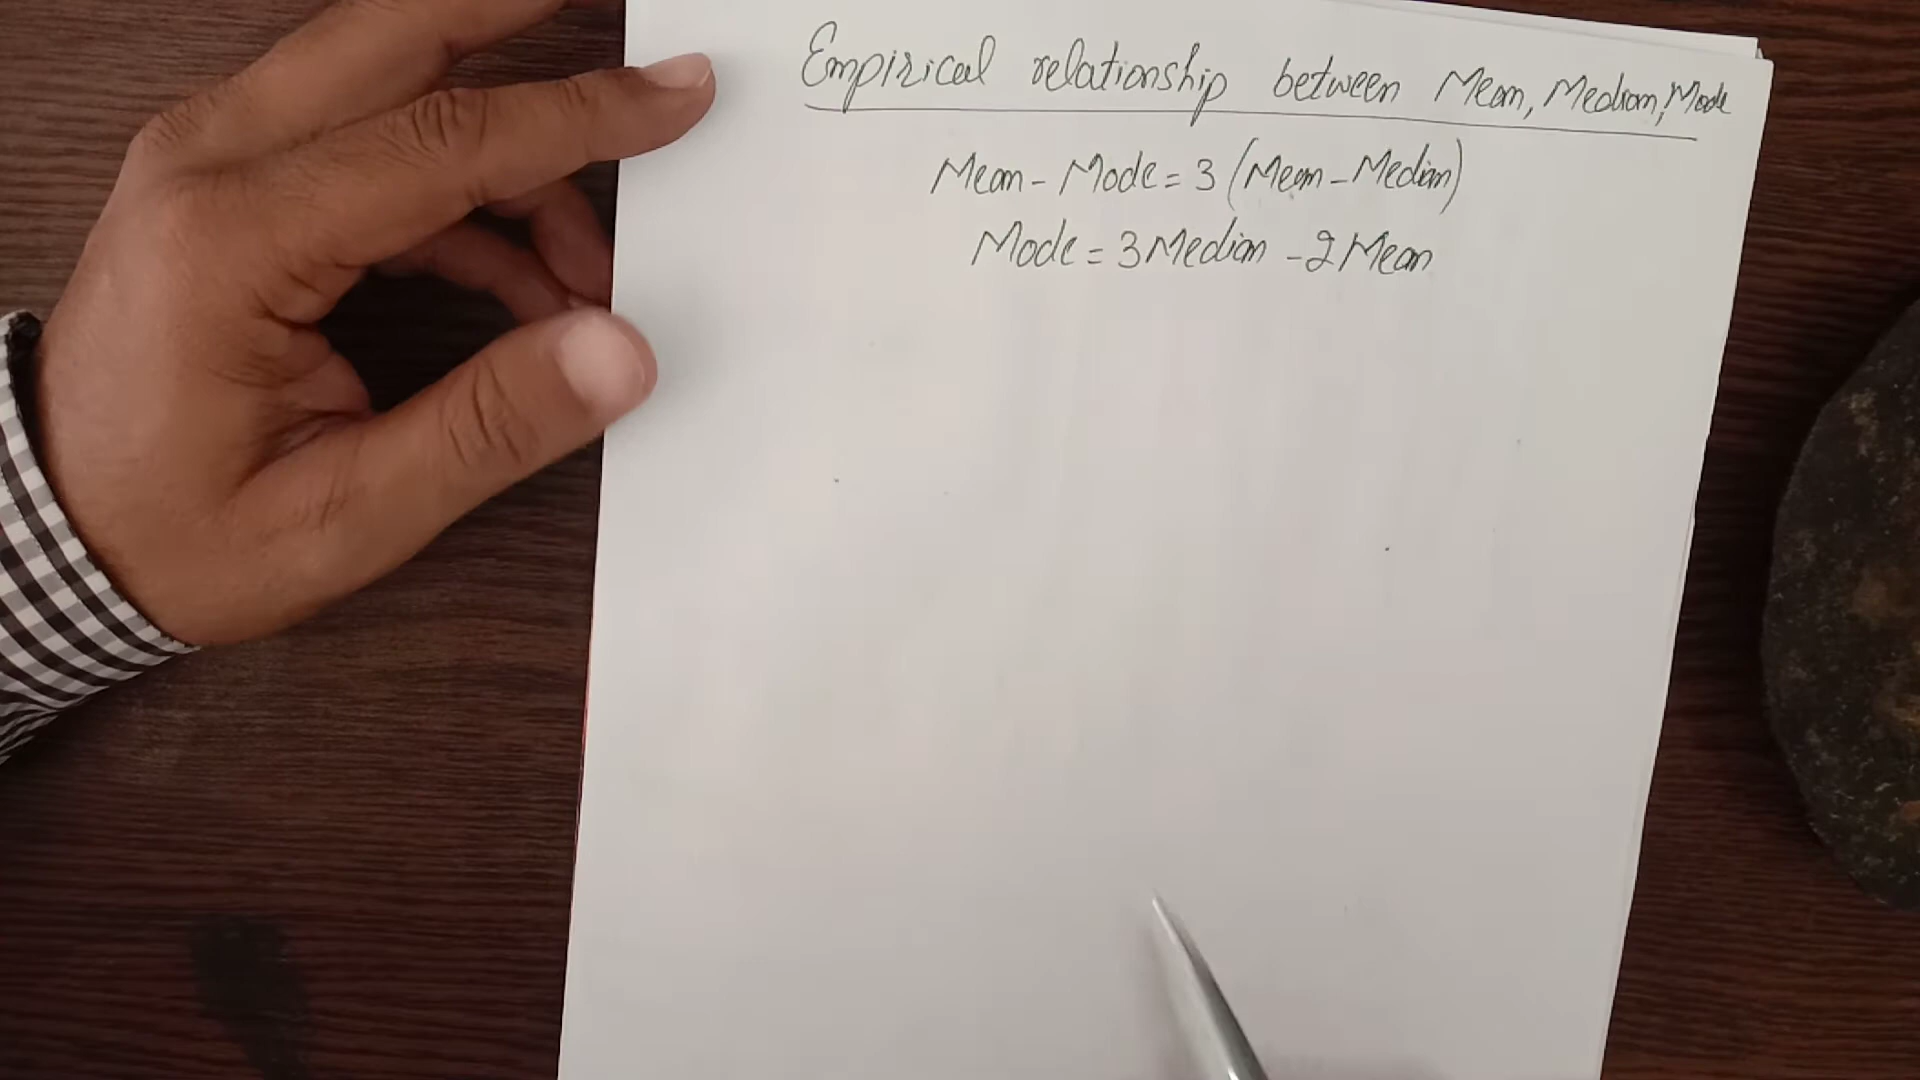 Empirical relationship between Mean, Median, Mode
Mean - Mode = 3 (Mean - Median)
Mode = 3 Median - 2 Mean